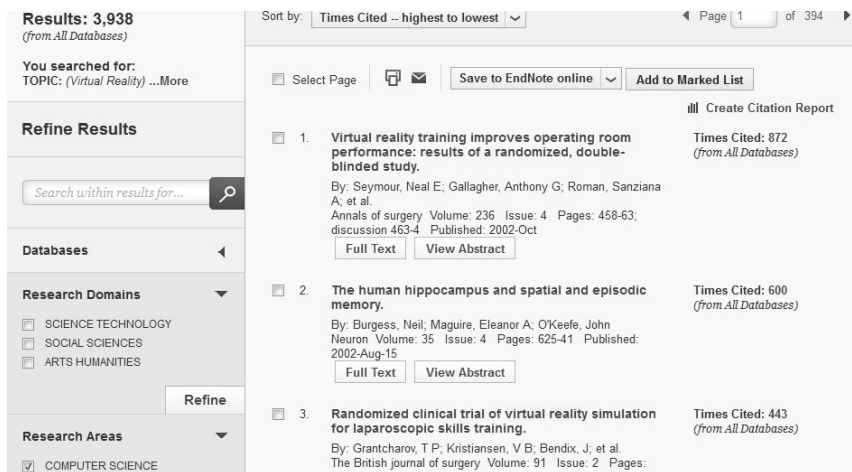 Results: 3,938
(from All Databases)
You searched for:
TOPIC: (Virtual Reality) ...More
Refine Results
Search within results for...
Databases
Research Domains
SCIENCE TECHNOLOGY
SOCIAL SCIENCES
ARTS HUMANITIES
Refine
Research Areas
COMPUTER SCIENCE
Sort by: Times Cited -- highest to lowest
Page 1 of 394
Select Page
Save to EndNote online
Add to Marked List
Create Citation Report
1. Virtual reality training improves operating room
performance: results of a randomized, double-
blinded study.
By: Seymour, Neal E; Gallagher, Anthony G; Roman, Sanziana
A; et al.
Annals of surgery Volume: 236 Issue: 4 Pages: 458-63;
discussion 463-4 Published: 2002-Oct
Full Text View Abstract
Times Cited: 872
(from All Databases)
2. The human hippocampus and spatial and episodic
memory.
By: Burgess, Neil; Maguire, Eleanor A; O'Keefe, John
Neuron Volume: 35 Issue: 4 Pages: 625-41 Published:
2002-Aug-15
Full Text View Abstract
Times Cited: 600
(from All Databases)
3. Randomized clinical trial of virtual reality simulation
for laparoscopic skills training.
By: Grantcharov, T P; Kristiansen, V B; Bendix, J; et al.
The British journal of surgery Volume: 91 Issue: 2 Pages:
Times Cited: 443
(from All Databases)